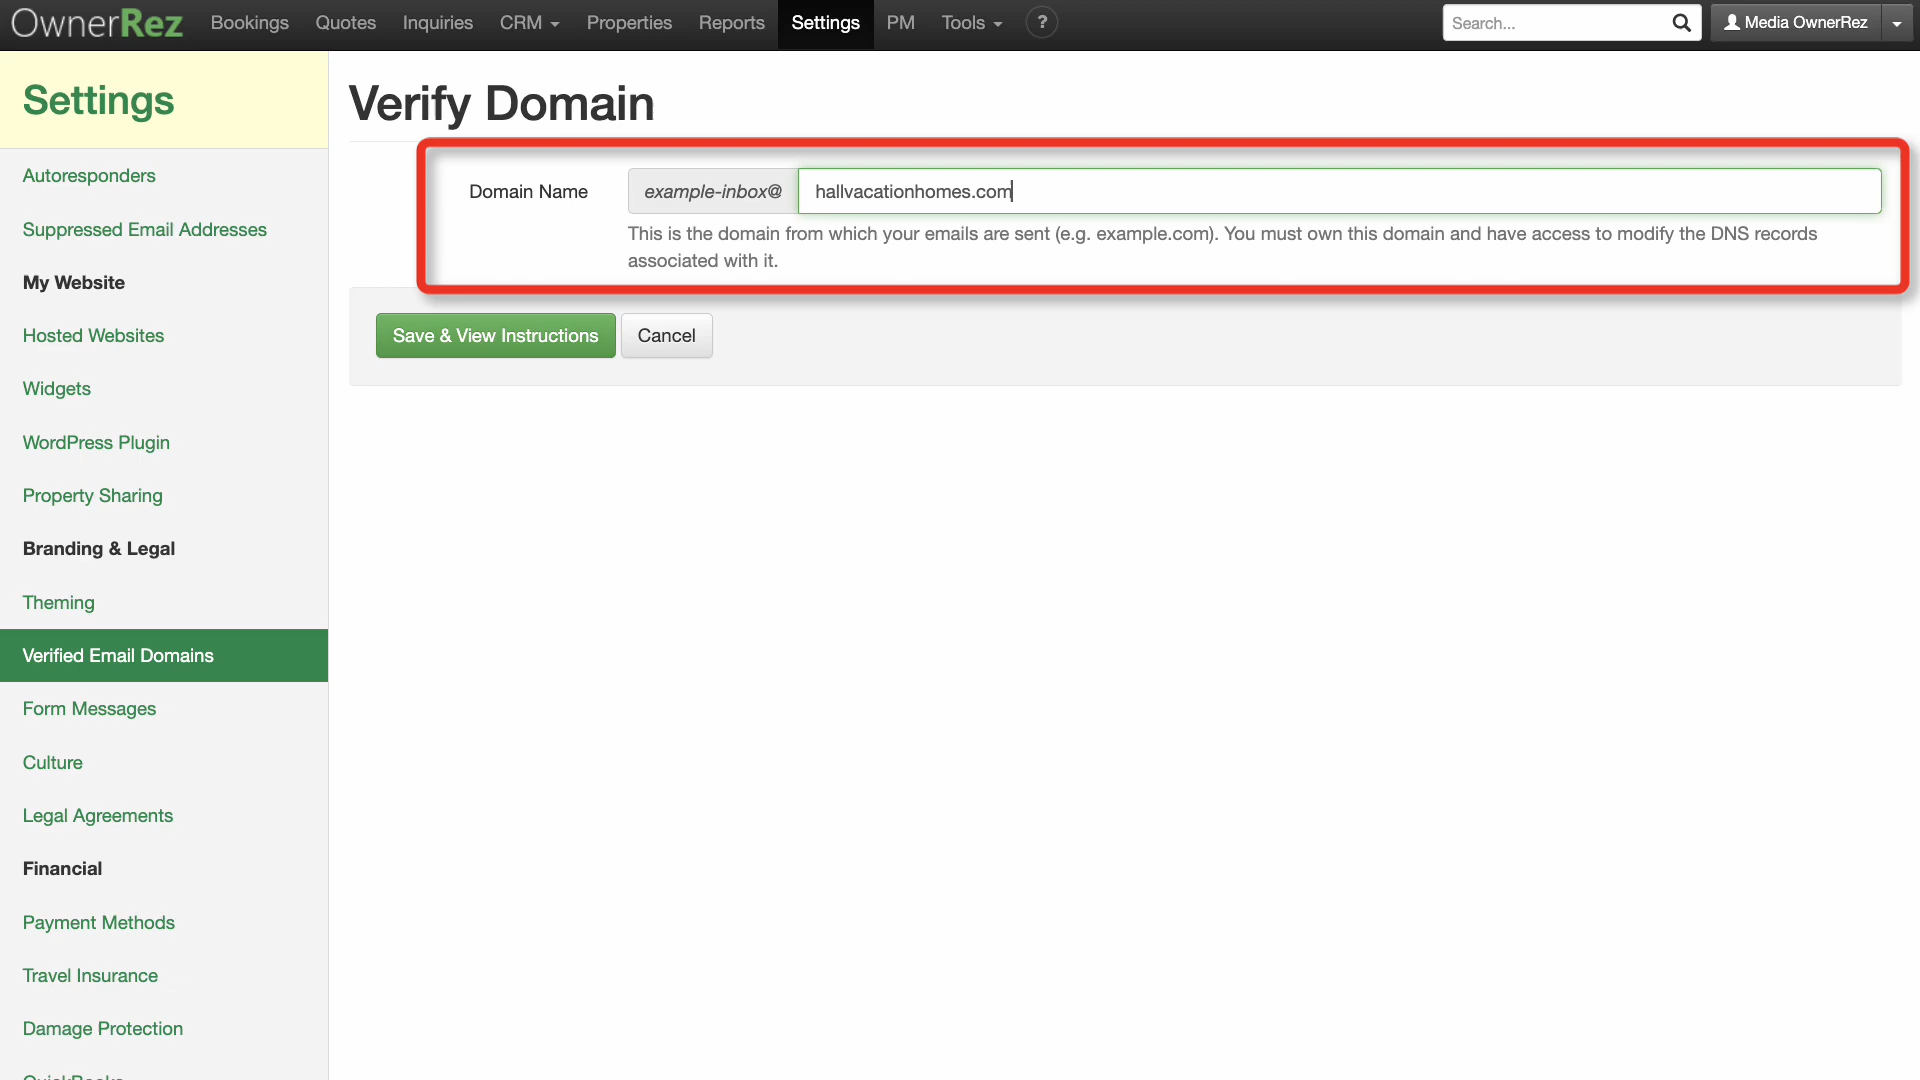 OwnerRez Bookings Quotes Inquiries CRM Properties Reports Settings PM Tools ? Search... Media OwnerRez
Settings
Autoresponders
Suppressed Email Addresses
My Website
Hosted Websites
Widgets
WordPress Plugin
Property Sharing
Branding & Legal
Theming
Verified Email Domains
Form Messages
Culture
Legal Agreements
Financial
Payment Methods
Travel Insurance
Damage Protection
QuickBooks
Verify Domain
Domain Name example-inbox@ hallvacationhomes.com
This is the domain from which your emails are sent (e.g. example.com). You must own this domain and have access to modify the DNS records
associated with it.
Save & View Instructions Cancel